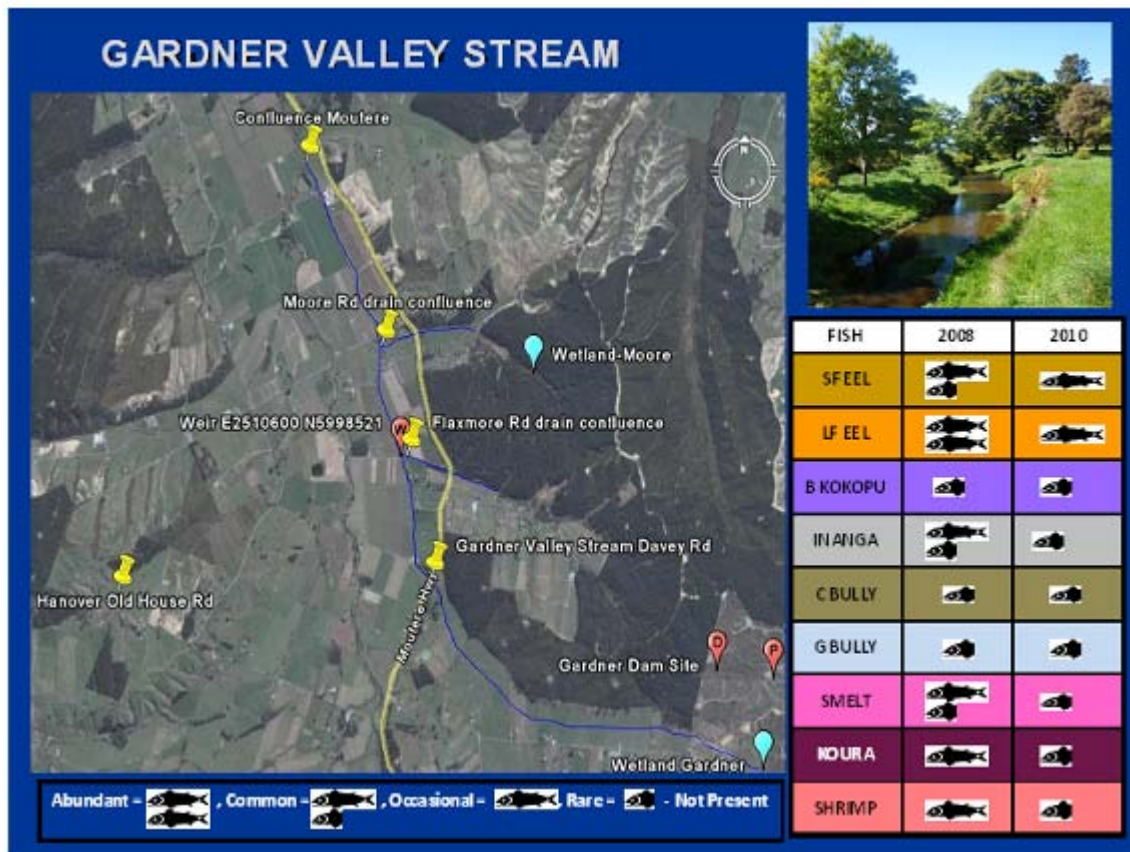 GARDNER VALLEY STREAM
Confluence Moutere
N
Moore Rd drain confluence
Wetland-Moore
Weir E2510600 N5998521
W
Flaxmore Rd drain confluence
Gardner Valley Stream Davey Rd
Hanover Old House Rd
Moutere Hwy
D
P
Gardner Dam Site
Wetland Gardner
Abundant = , Common = , Occasional = , Rare = - Not Present
FISH 2008 2010
SF EEL
LF EEL
B KOKOPU
INANGA
C BULLY
G BULLY
SMELT
KOURA
SHRIMP